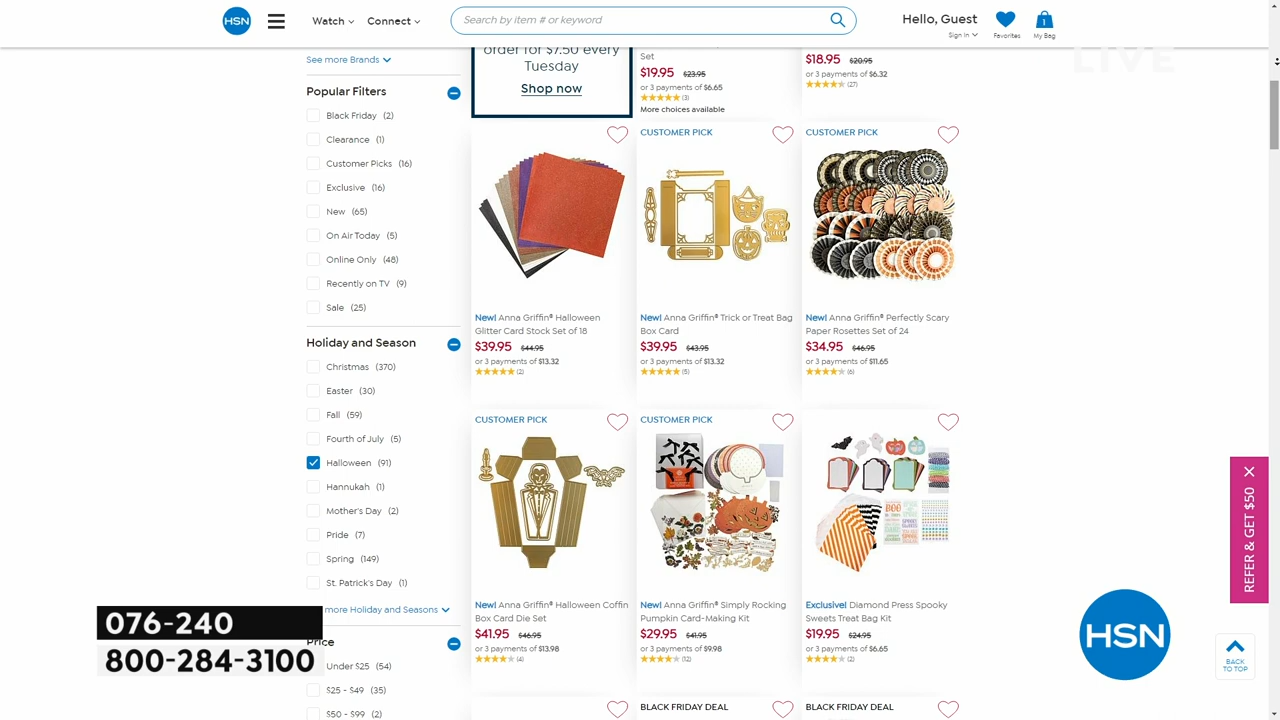 HSN
Watch
Connect
Search by item # or keyword
Hello, Guest
Sign In
Favorites
1
My Bag
LIVE
See more Brands
Popular Filters
Black Friday (2)
Clearance (1)
Customer Picks (16)
Exclusive (16)
New (65)
On Air Today (5)
Online Only (48)
Recently on TV (9)
Sale (25)
Holiday and Season
Christmas (370)
Easter (30)
Fall (59)
Fourth of July (5)
Halloween (91)
Hannukah (1)
Mother's Day (2)
Pride (7)
Spring (149)
St. Patrick's Day (1)
more Holiday and Seasons
Price
Under $25 (54)
$25 - $49 (35)
$50 - $99 (2)
order for $7.50 every
Tuesday
Shop now
Set
$19.95 $23.95
or 3 payments of $6.65
(3)
More choices available
$18.95 $20.95
or 3 payments of $6.32
(27)
New! Anna Griffin® Halloween
Glitter Card Stock Set of 18
$39.95 $44.95
or 3 payments of $13.32
(2)
CUSTOMER PICK
New! Anna Griffin® Trick or Treat Bag
Box Card
$39.95 $43.95
or 3 payments of $13.32
(5)
CUSTOMER PICK
New! Anna Griffin® Perfectly Scary
Paper Rosettes Set of 24
$34.95 $46.95
or 3 payments of $11.65
(6)
CUSTOMER PICK
New! Anna Griffin® Halloween Coffin
Box Card Die Set
$41.95 $46.95
or 3 payments of $13.98
(4)
CUSTOMER PICK
New! Anna Griffin® Simply Rocking
Pumpkin Card-Making Kit
$29.95 $41.95
or 3 payments of $9.98
(12)
BOO
Exclusive! Diamond Press Spooky
Sweets Treat Bag Kit
$19.95 $24.95
or 3 payments of $6.65
(2)
BLACK FRIDAY DEAL
BLACK FRIDAY DEAL
REFER & GET $50
076-240
800-284-3100
HSN
BACK
TO TOP